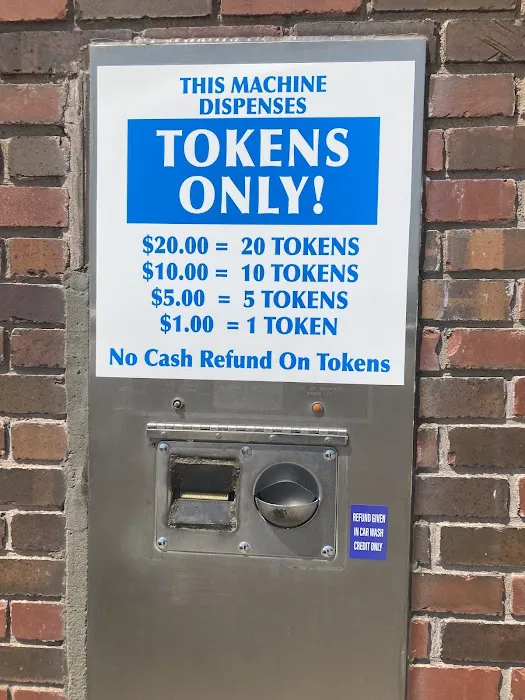 THIS MACHINE
DISPENSES
TOKENS
ONLY!
$20.00 = 20 TOKENS
$10.00 = 10 TOKENS
$5.00 = 5 TOKENS
$1.00 = 1 TOKEN
No Cash Refund On Tokens
REFUND GIVEN
IN CAR WASH
CREDIT ONLY